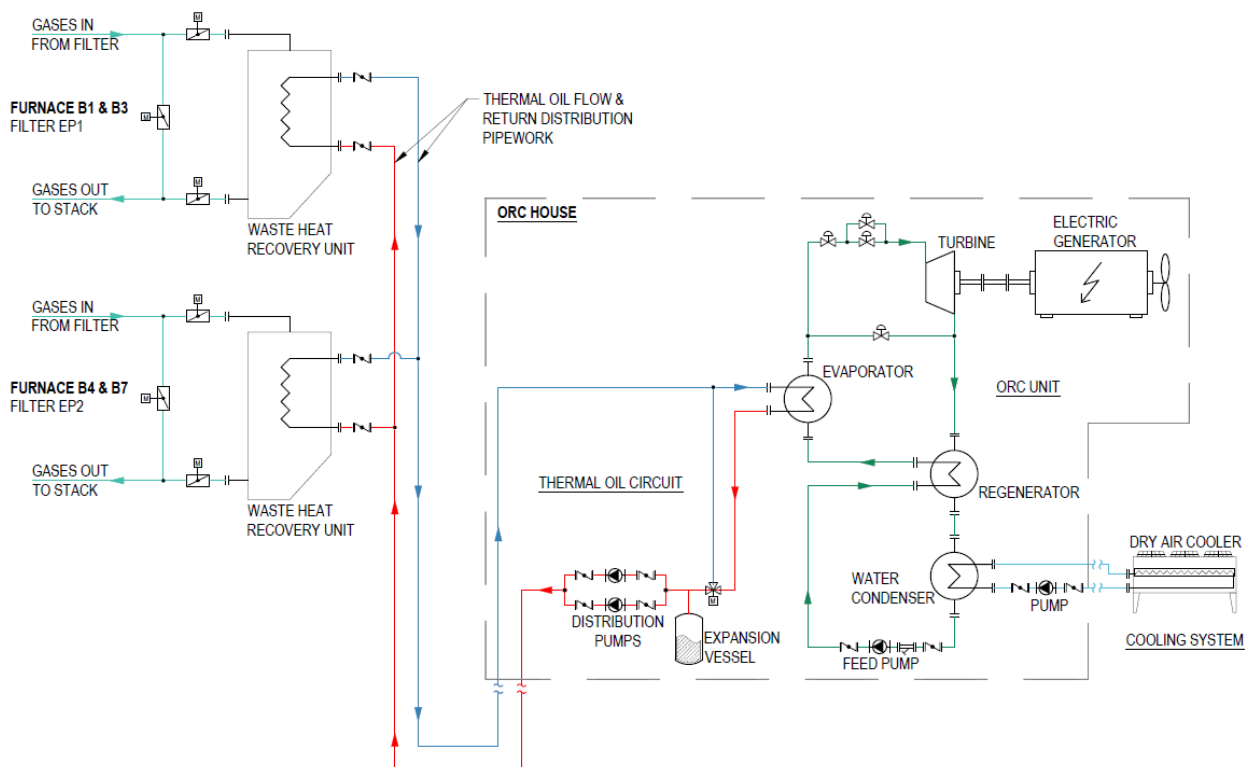 GASES IN
FROM FILTER
M
FURNACE B1 & B3
FILTER EP1
M
GASES OUT
TO STACK
M
WASTE HEAT
RECOVERY UNIT
THERMAL OIL FLOW &
RETURN DISTRIBUTION
PIPEWORK
GASES IN
FROM FILTER
M
FURNACE B4 & B7
FILTER EP2
M
GASES OUT
TO STACK
M
WASTE HEAT
RECOVERY UNIT
ORC HOUSE
TURBINE
ELECTRIC
GENERATOR
EVAPORATOR
ORC UNIT
THERMAL OIL CIRCUIT
REGENERATOR
WATER
CONDENSER
DRY AIR COOLER
PUMP
COOLING SYSTEM
DISTRIBUTION
PUMPS
M
EXPANSION
VESSEL
FEED PUMP